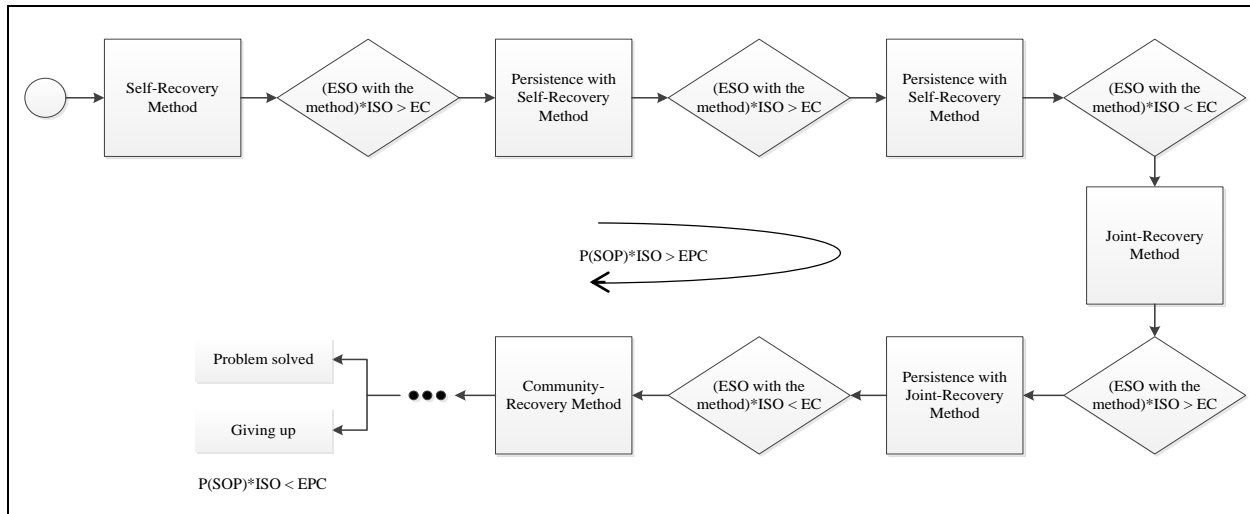 Self-Recovery
Method
(ESO with the
method)*ISO > EC
Persistence with
Self-Recovery
Method
(ESO with the
method)*ISO > EC
Persistence with
Self-Recovery
Method
(ESO with the
method)*ISO < EC
Joint-Recovery
Method
P(SOP)*ISO > EPC
(ESO with the
method)*ISO > EC
Persistence with
Joint-Recovery
Method
(ESO with the
method)*ISO < EC
Community-
Recovery Method
Problem solved
Giving up
P(SOP)*ISO < EPC